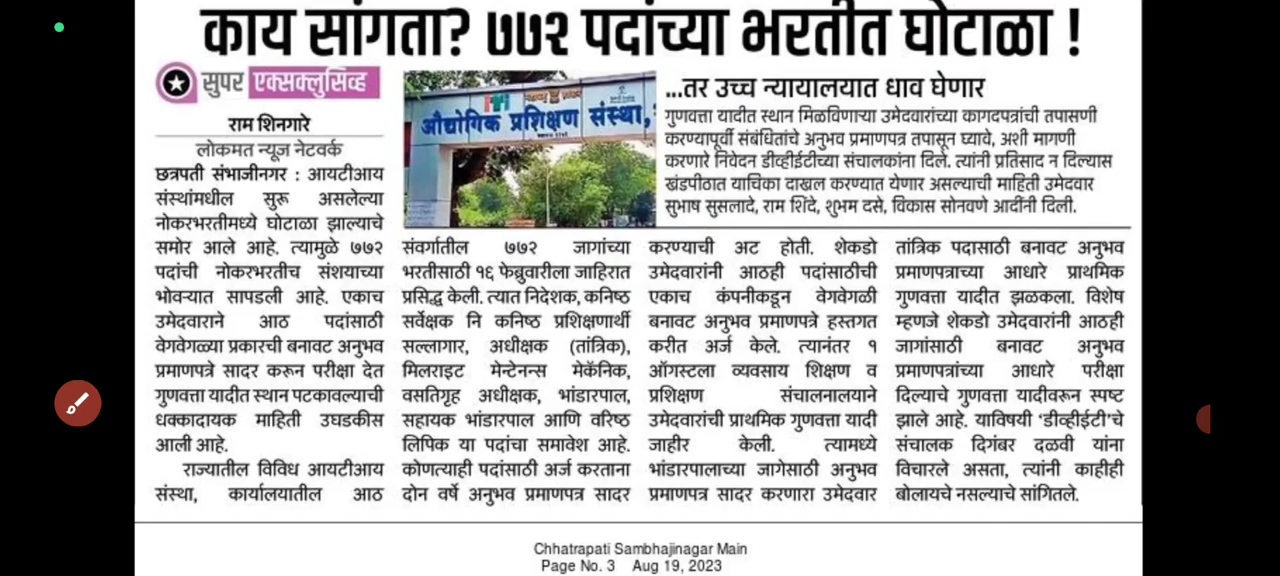 काय सांगता? ७७२ पदांच्या भरतीत घोटाळा !
सुपर एक्सक्लुसिव्ह
राम शिनगारे
लोकमत न्यूज नेटवर्क
छत्रपती संभाजीनगर : आयटीआय
संस्थांमधील सुरू असलेल्या
नोकरभरतीमध्ये घोटाळा झाल्याचे
समोर आले आहे. त्यामुळे ७७२
पदांची नोकरभरतीच संशयाच्या
भोवऱ्यात सापडली आहे. एकाच
उमेदवाराने आठ पदांसाठी
वेगवेगळ्या प्रकारची बनावट अनुभव
प्रमाणपत्रे सादर करून परीक्षा देत
गुणवत्ता यादीत स्थान पटकावल्याची
धक्कादायक माहिती उघडकीस
आली आहे.
राज्यातील विविध आयटीआय
संस्था, कार्यालयातील आठ
ITI
औद्योगिक प्रशिक्षण संस्था,
...तर उच्च न्यायालयात धाव घेणार
गुणवत्ता यादीत स्थान मिळविणाऱ्या उमेदवारांच्या कागदपत्रांची तपासणी
करण्यापूर्वी संबंधितांचे अनुभव प्रमाणपत्र तपासून घ्यावे, अशी मागणी
करणारे निवेदन डीव्हीईटीच्या संचालकांना दिले. त्यांनी प्रतिसाद न दिल्यास
खंडपीठात याचिका दाखल करण्यात येणार असल्याची माहिती उमेदवार
सुभाष सुसलादे, राम शिंदे, शुभम दसे, विकास सोनवणे आदींनी दिली.
संवर्गातील ७७२ जागांच्या
भरतीसाठी १६ फेब्रुवारीला जाहिरात
प्रसिद्ध केली. त्यात निदेशक, कनिष्ठ
सर्वेक्षक नि कनिष्ठ प्रशिक्षणार्थी
सल्लागार, अधीक्षक (तांत्रिक),
मिलराइट मेन्टेनन्स मेकॅनिक,
वसतिगृह अधीक्षक, भांडारपाल,
सहायक भांडारपाल आणि वरिष्ठ
लिपिक या पदांचा समावेश आहे.
कोणत्याही पदांसाठी अर्ज करताना
दोन वर्षे अनुभव प्रमाणपत्र सादर
करण्याची अट होती. शेकडो
उमेदवारांनी आठही पदांसाठीची
एकाच कंपनीकडून वेगवेगळी
बनावट अनुभव प्रमाणपत्रे हस्तगत
करीत अर्ज केले. त्यानंतर १
ऑगस्टला व्यवसाय शिक्षण व
प्रशिक्षण संचालनालयाने
उमेदवारांची प्राथमिक गुणवत्ता यादी
जाहीर केली. त्यामध्ये
भांडारपालाच्या जागेसाठी अनुभव
प्रमाणपत्र सादर करणारा उमेदवार
तांत्रिक पदासाठी बनावट अनुभव
प्रमाणपत्राच्या आधारे प्राथमिक
गुणवत्ता यादीत झळकला. विशेष
म्हणजे शेकडो उमेदवारांनी आठही
जागांसाठी बनावट अनुभव
प्रमाणपत्रांच्या आधारे परीक्षा
दिल्याचे गुणवत्ता यादीवरून स्पष्ट
झाले आहे. याविषयी ‘डीव्हीईटी’चे
संचालक दिगंबर दळवी यांना
विचारले असता, त्यांनी काहीही
बोलायचे नसल्याचे सांगितले.
Chhatrapati Sambhajinagar Main
Page No. 3 Aug 19, 2023